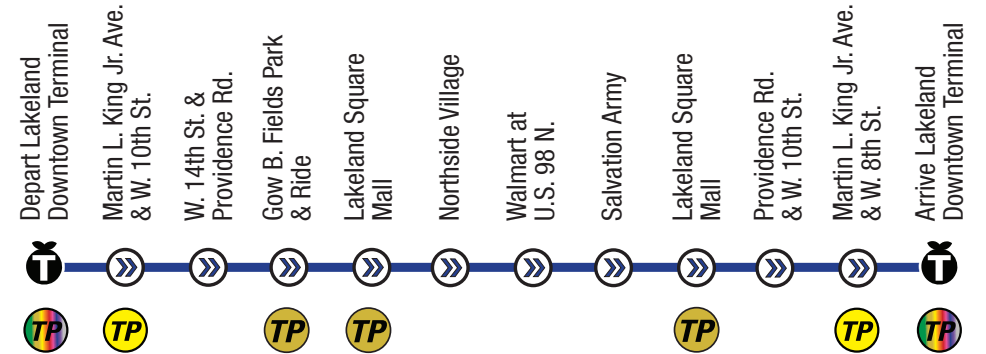 Depart Lakeland
Downtown Terminal
Martin L. King Jr. Ave.
& W. 10th St.
W. 14th St. &
Providence Rd.
Gow B. Fields Park
& Ride
Lakeland Square
Mall
Northside Village
Walmart at
U.S. 98 N.
Salvation Army
Lakeland Square
Mall
Providence Rd.
& W. 10th St.
Martin L. King Jr. Ave.
& W. 8th St.
Arrive Lakeland
Downtown Terminal
T
T
TP
TP
TP
TP
TP
TP
TP